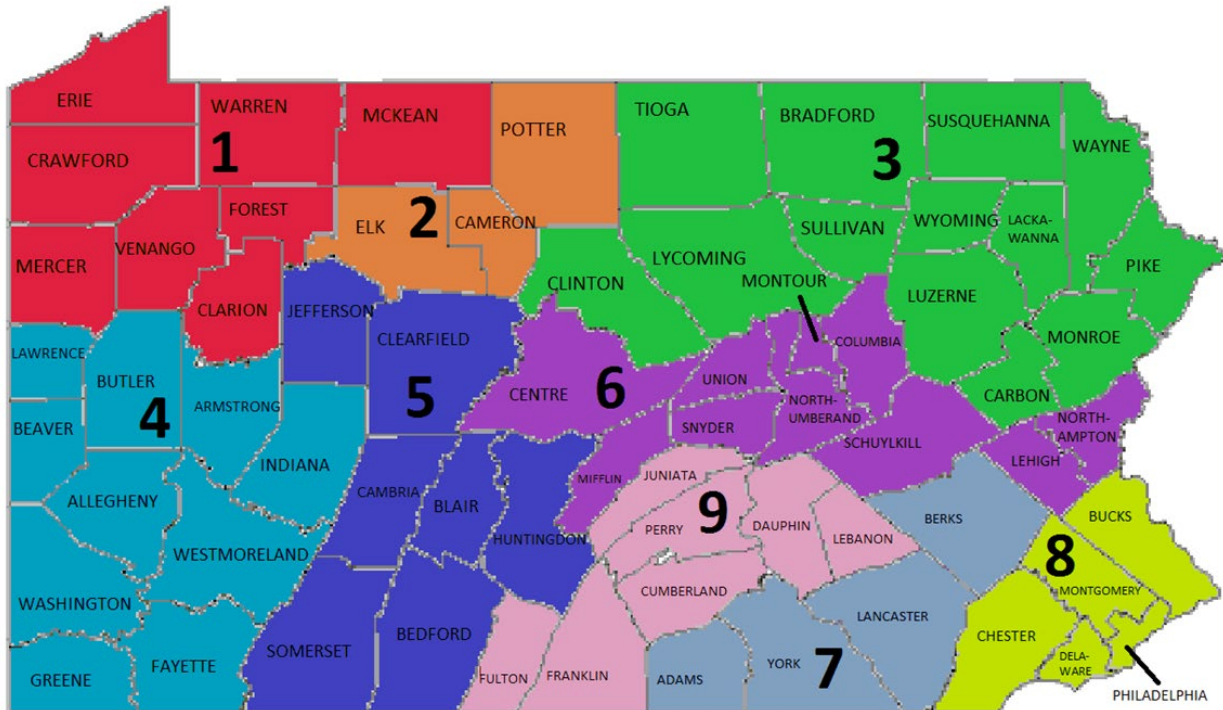 ERIE
WARREN
MCKEAN
POTTER
TIOGA
BRADFORD
SUSQUEHANNA
WAYNE
CRAWFORD
1
3
FOREST
ELK
2
CAMERON
SULLIVAN
WYOMING
LACKA-
WANNA
VENANGO
MERCER
LYCOMING
MONTOUR
PIKE
CLINTON
LUZERNE
CLARION
JEFFERSON
CLEARFIELD
COLUMBIA
MONROE
LAWRENCE
BUTLER
UNION
CENTRE
6
CARBON
ARMSTRONG
5
NORTH-
UMBERAND
BEAVER
4
SNYDER
SCHUYLKILL
NORTH-
AMPTON
LEHIGH
INDIANA
ALLEGHENY
CAMBRIA
BLAIR
MIFFLIN
JUNIATA
9
PERRY
DAUPHIN
LEBANON
BERKS
BUCKS
HUNTINGDON
WESTMORELAND
8
CUMBERLAND
MONTGOMERY
WASHINGTON
LANCASTER
SOMERSET
BEDFORD
CHESTER
FAYETTE
GREENE
FULTON
FRANKLIN
ADAMS
YORK
7
DELA-
WARE
PHILADELPHIA